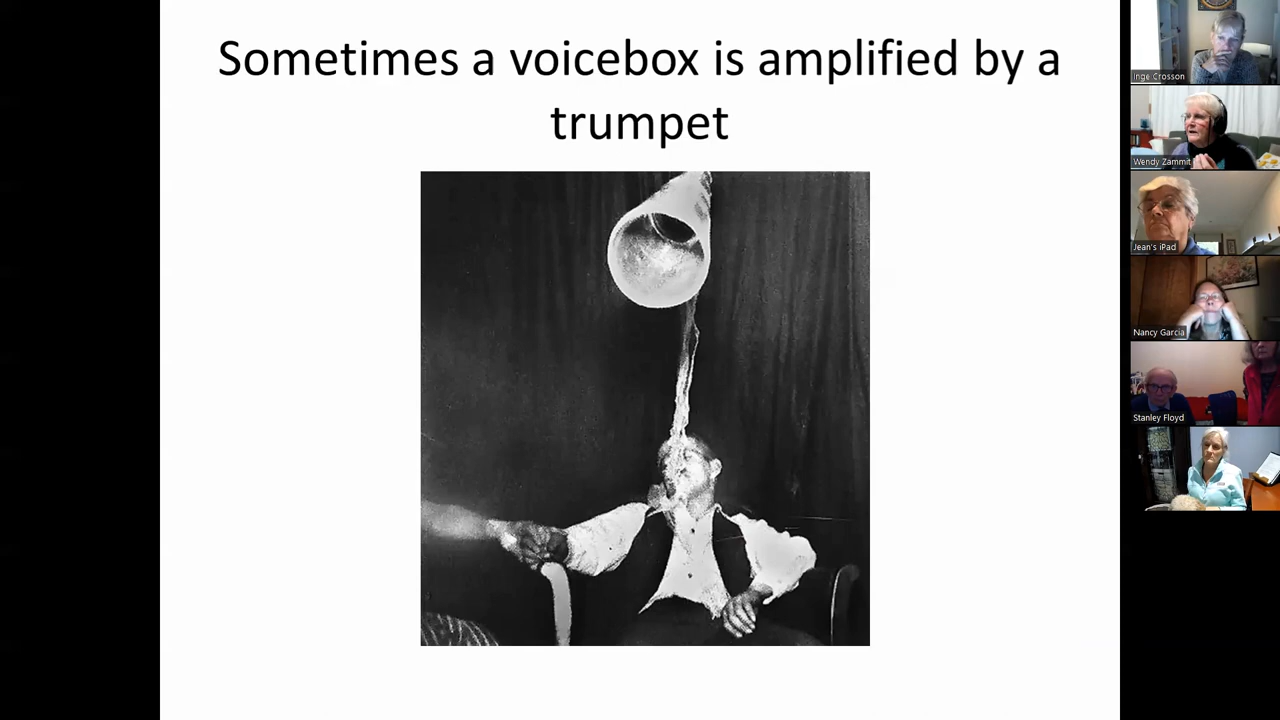 Sometimes a voicebox is amplified by a
trumpet
Inge Crosson
Wendy Zammit
Jean's iPad
Nancy Garcia
Stanley Floyd